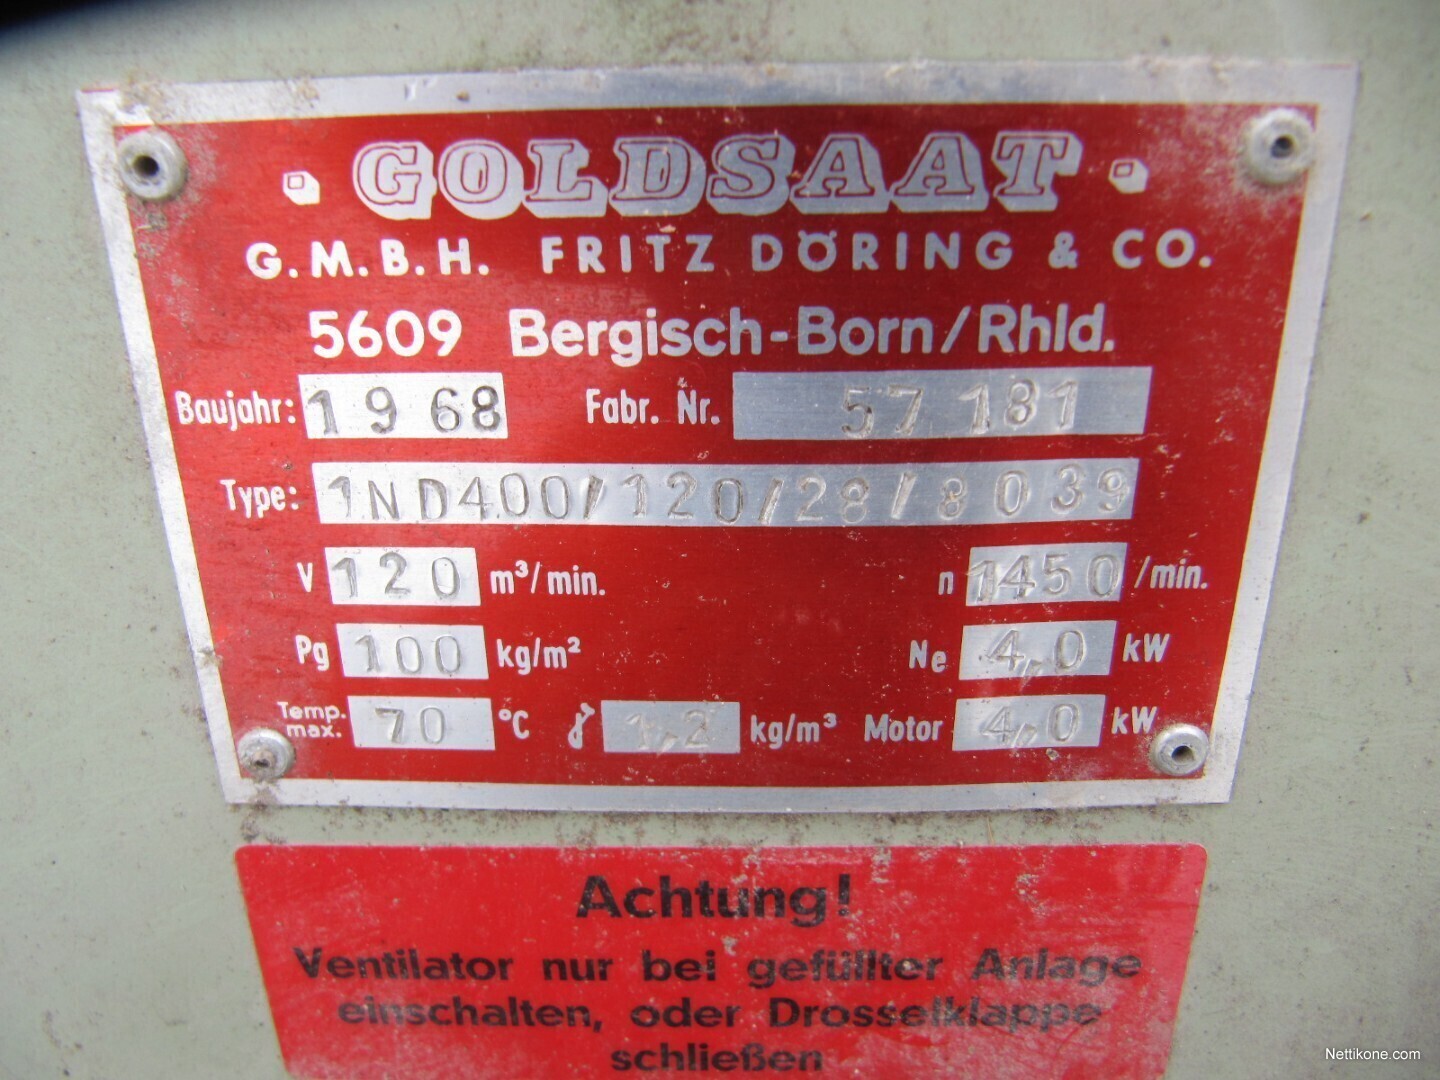 · GOLDSAAT ·
G.M.B.H. FRITZ DÖRING & CO.
5609 Bergisch-Born/Rhld.
Baujahr: 1968 Fabr. Nr. 57 181
Type: 1ND400/120/28/8039
V 120 m³/min. n 1450 /min.
Pg 100 kg/m² Ne 4,0 kW
Temp. max. 70 °C γ 1,2 kg/m³ Motor 4,0 kW
Achtung!
Ventilator nur bei gefüllter Anlage
einschalten, oder Drosselklappe
schließen
Nettikone.com